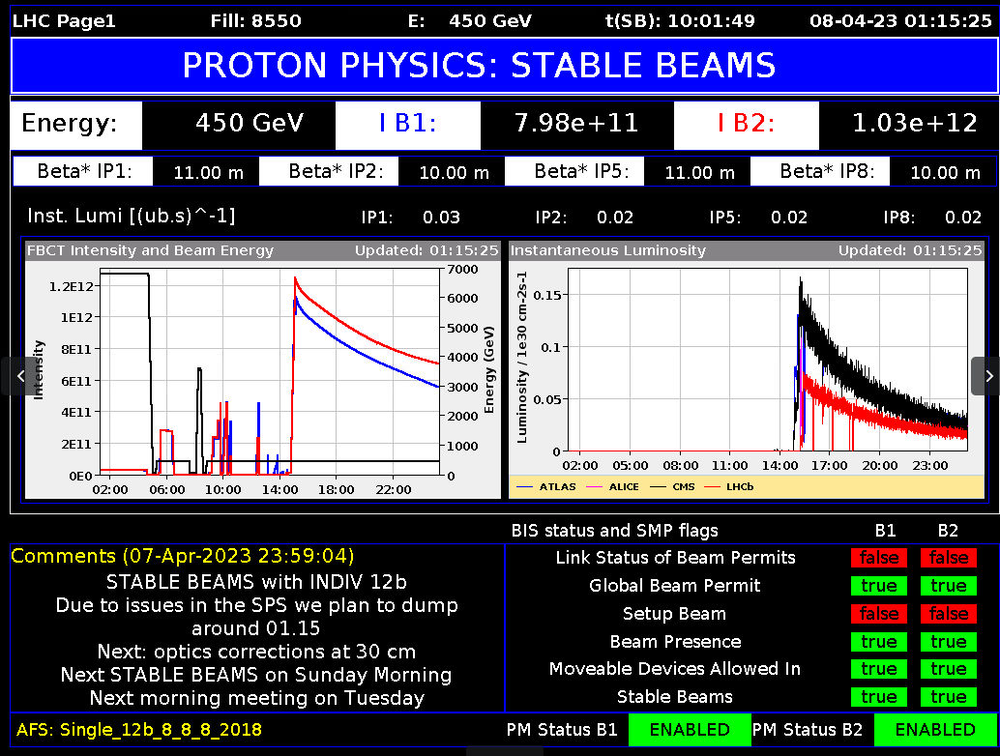 LHC Page1 Fill: 8550 E: 450 GeV t(SB): 10:01:49 08-04-23 01:15:25
PROTON PHYSICS: STABLE BEAMS
Energy: 450 GeV I B1: 7.98e+11 I B2: 1.03e+12
Beta* IP1: 11.00 m Beta* IP2: 10.00 m Beta* IP5: 11.00 m Beta* IP8: 10.00 m
Inst. Lumi [(ub.s)^-1] IP1: 0.03 IP2: 0.02 IP5: 0.02 IP8: 0.02
FBCT Intensity and Beam Energy Updated: 01:15:25
Intensity
1.2E12
1E12
8E11
6E11
4E11
2E11
0E0
7000
6000
5000
4000
3000
2000
1000
0
Energy (GeV)
02:00 06:00 10:00 14:00 18:00 22:00
Instantaneous Luminosity Updated: 01:15:25
Luminosity / 1e30 cm-2s-1
0.15
0.1
0.05
0
02:00 05:00 08:00 11:00 14:00 17:00 20:00 23:00
ATLAS ALICE CMS LHCb
Comments (07-Apr-2023 23:59:04)
STABLE BEAMS with INDIV 12b
Due to issues in the SPS we plan to dump
around 01.15
Next: optics corrections at 30 cm
Next STABLE BEAMS on Sunday Morning
Next morning meeting on Tuesday
BIS status and SMP flags B1 B2
Link Status of Beam Permits false false
Global Beam Permit true true
Setup Beam false false
Beam Presence true true
Moveable Devices Allowed In true true
Stable Beams true true
AFS: Single_12b_8_8_8_2018 PM Status B1 ENABLED PM Status B2 ENABLED